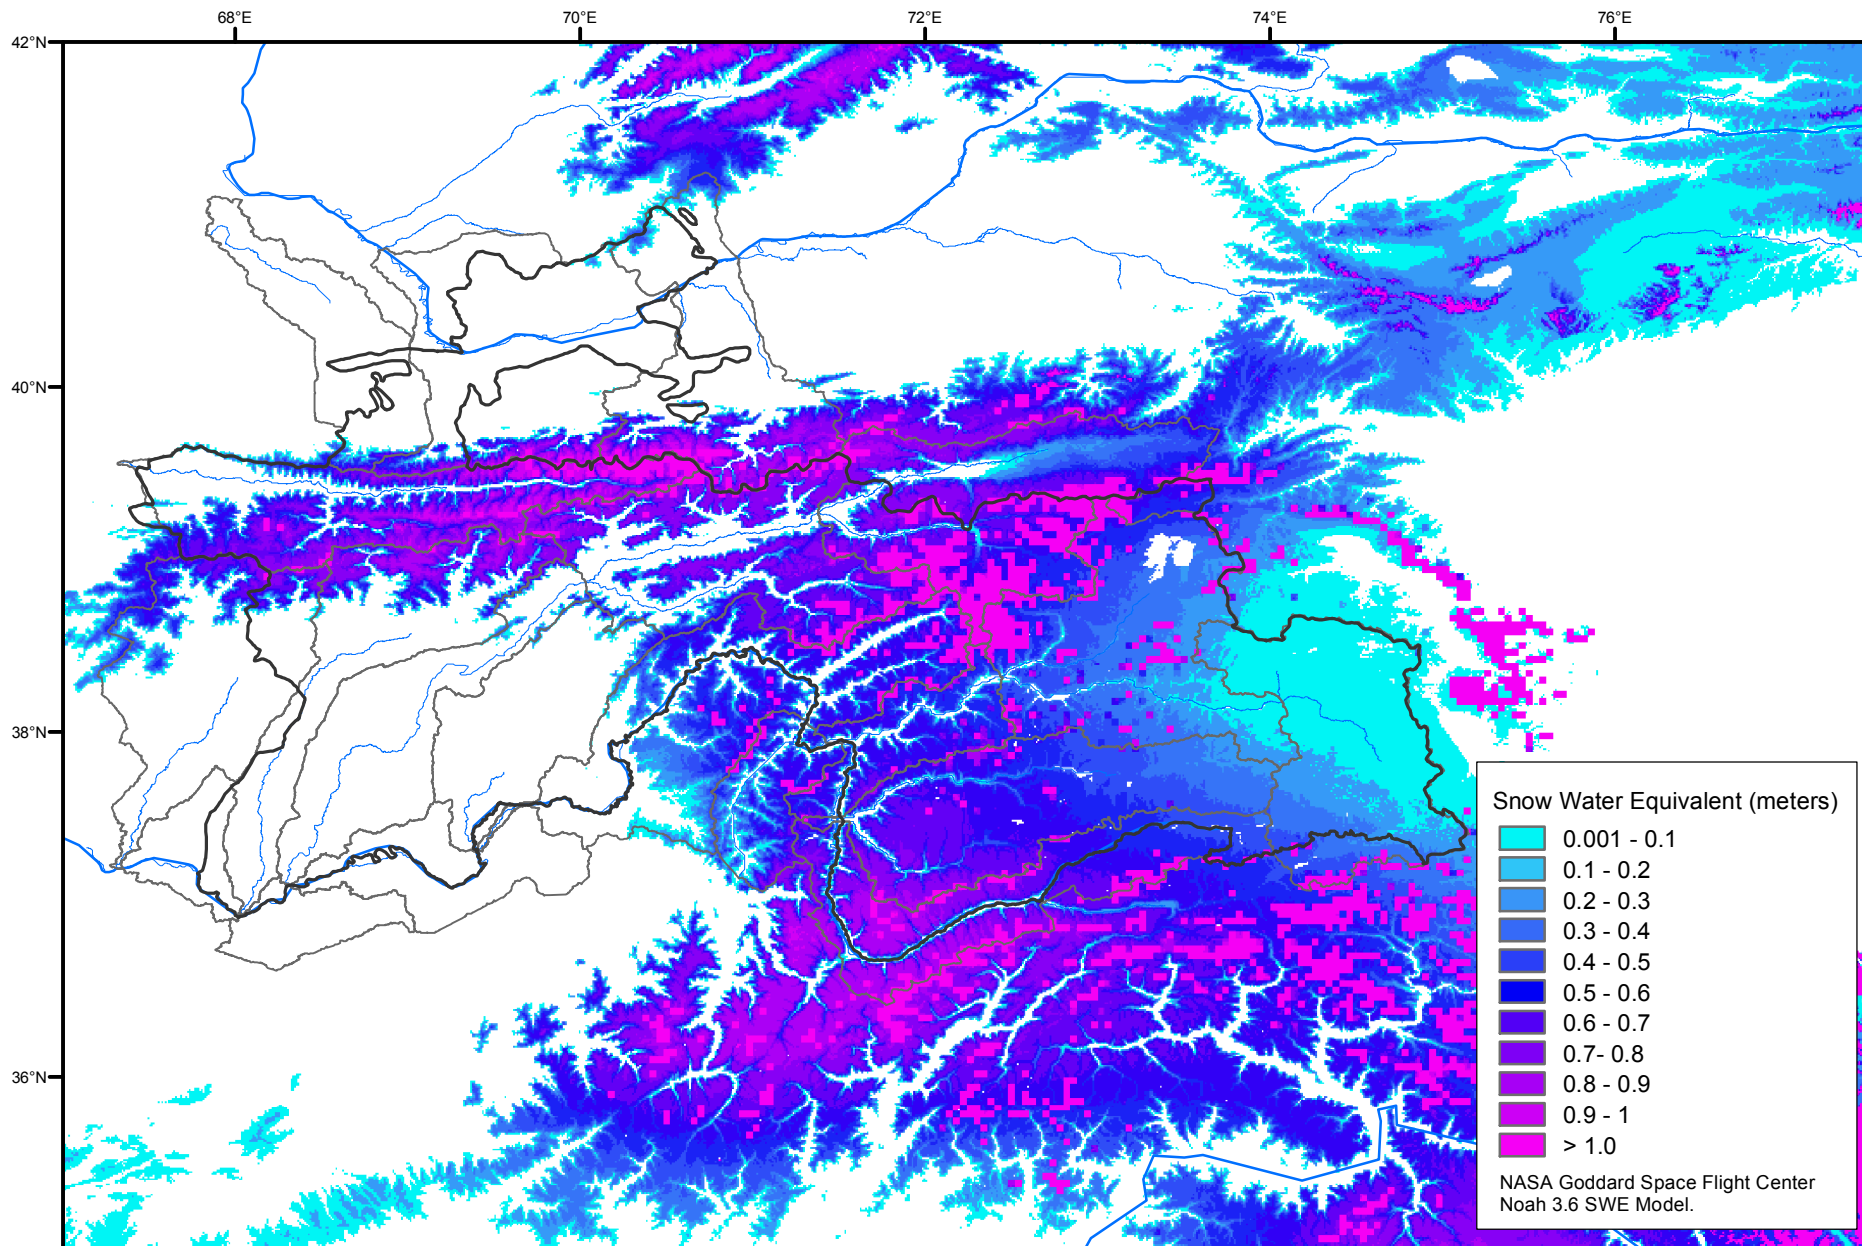 68°E
70°E
72°E
74°E
76°E
42°N
40°N
38°N
36°N
Snow Water Equivalent (meters)
0.001 - 0.1
0.1 - 0.2
0.2 - 0.3
0.3 - 0.4
0.4 - 0.5
0.5 - 0.6
0.6 - 0.7
0.7- 0.8
0.8 - 0.9
0.9 - 1
> 1.0
NASA Goddard Space Flight Center
Noah 3.6 SWE Model.